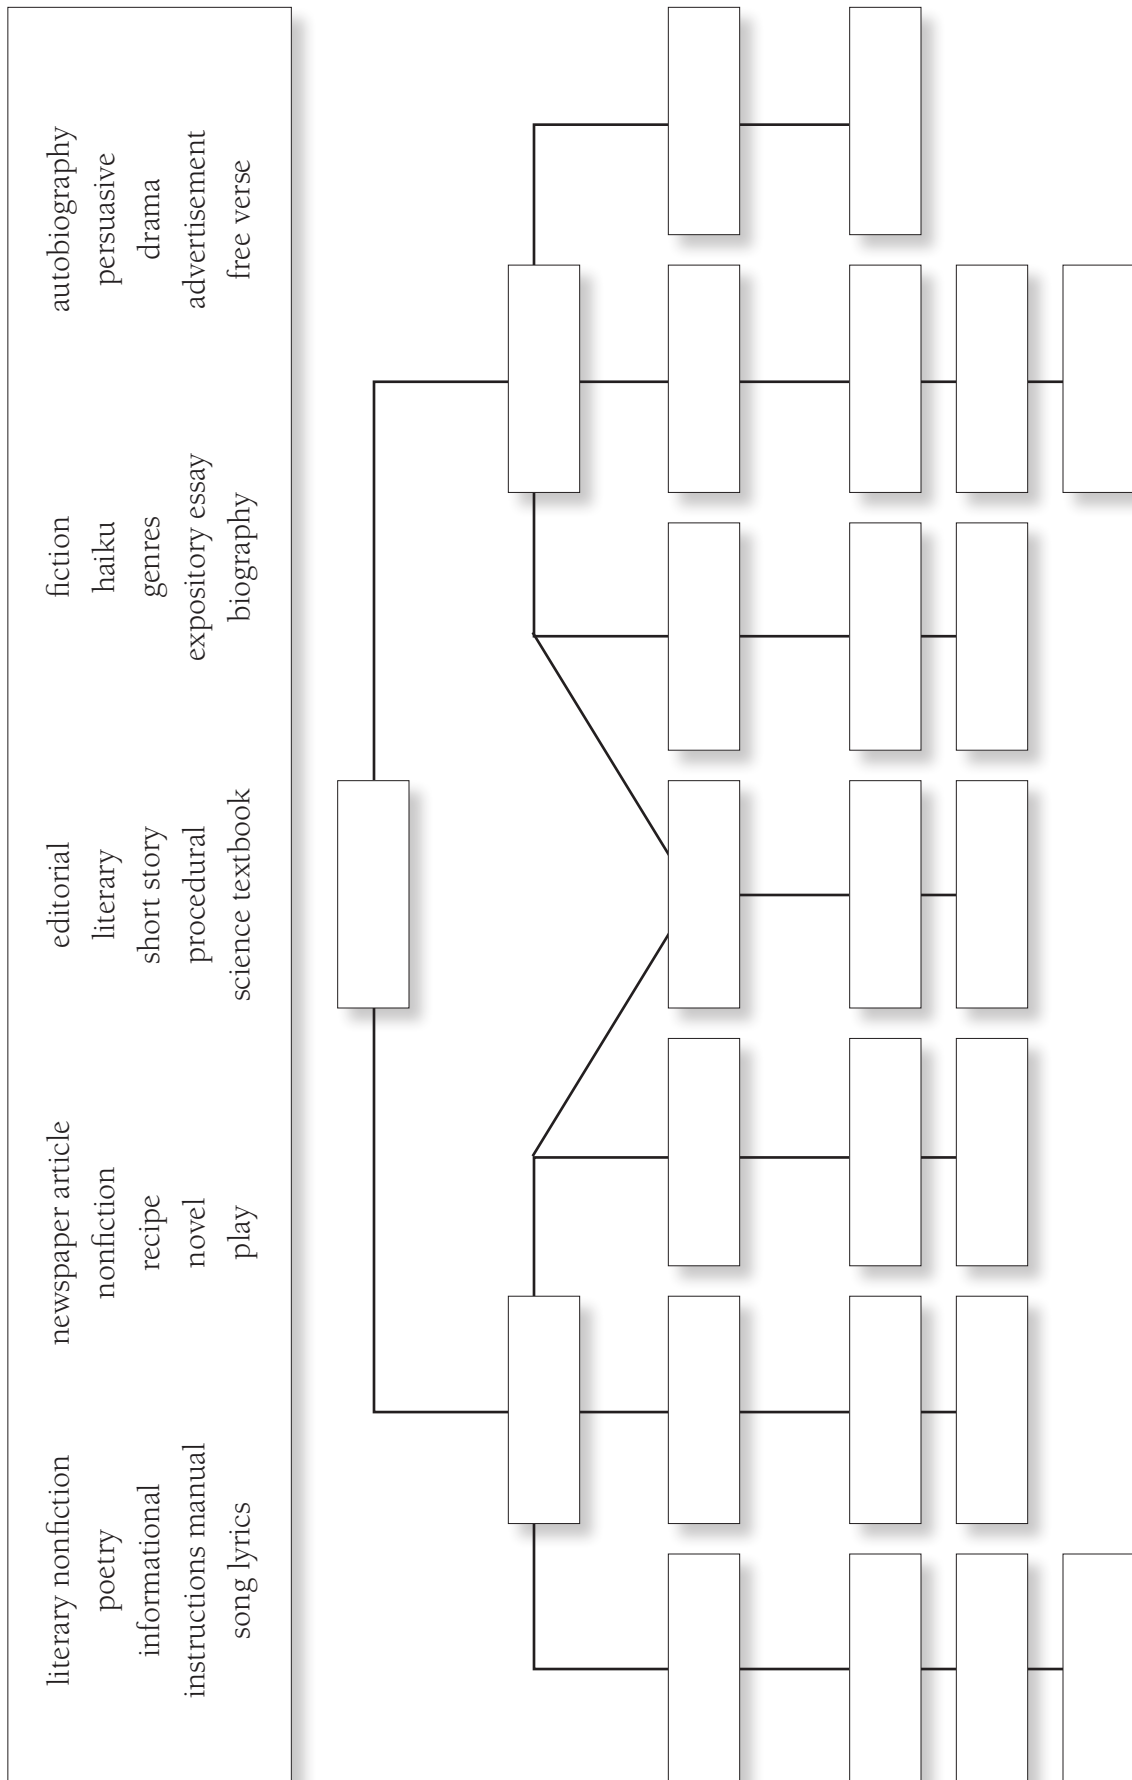 literary nonfiction newspaper article editorial fiction autobiography
poetry nonfiction literary haiku persuasive
informational recipe short story genres drama
instructions manual novel procedural expository essay advertisement
song lyrics play science textbook biography free verse